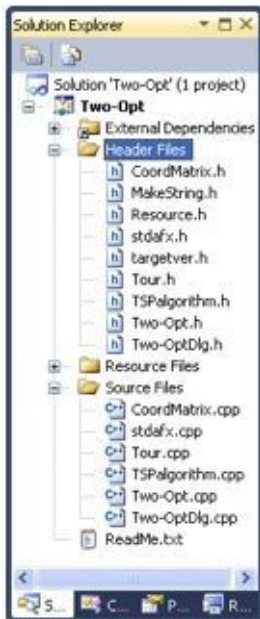 Solution Explorer
Solution 'Two-Opt' (1 project)
Two-Opt
External Dependencies
Header Files
CoordMatrix.h
MakeString.h
Resource.h
stdafx.h
targetver.h
Tour.h
TSPalgorithm.h
Two-Opt.h
Two-OptDlg.h
Resource Files
Source Files
CoordMatrix.cpp
stdafx.cpp
Tour.cpp
TSPalgorithm.cpp
Two-Opt.cpp
Two-OptDlg.cpp
ReadMe.txt
S... C... P... R...